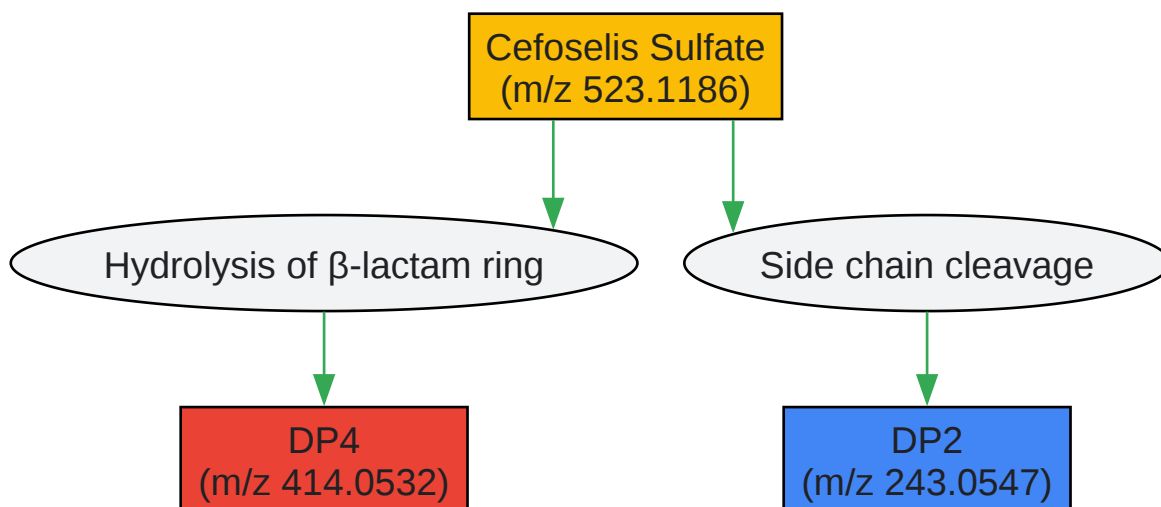 Cefoselis Sulfate
(m/z 523.1186)
Hydrolysis of β-lactam ring
Side chain cleavage
DP4
(m/z 414.0532)
DP2
(m/z 243.0547)